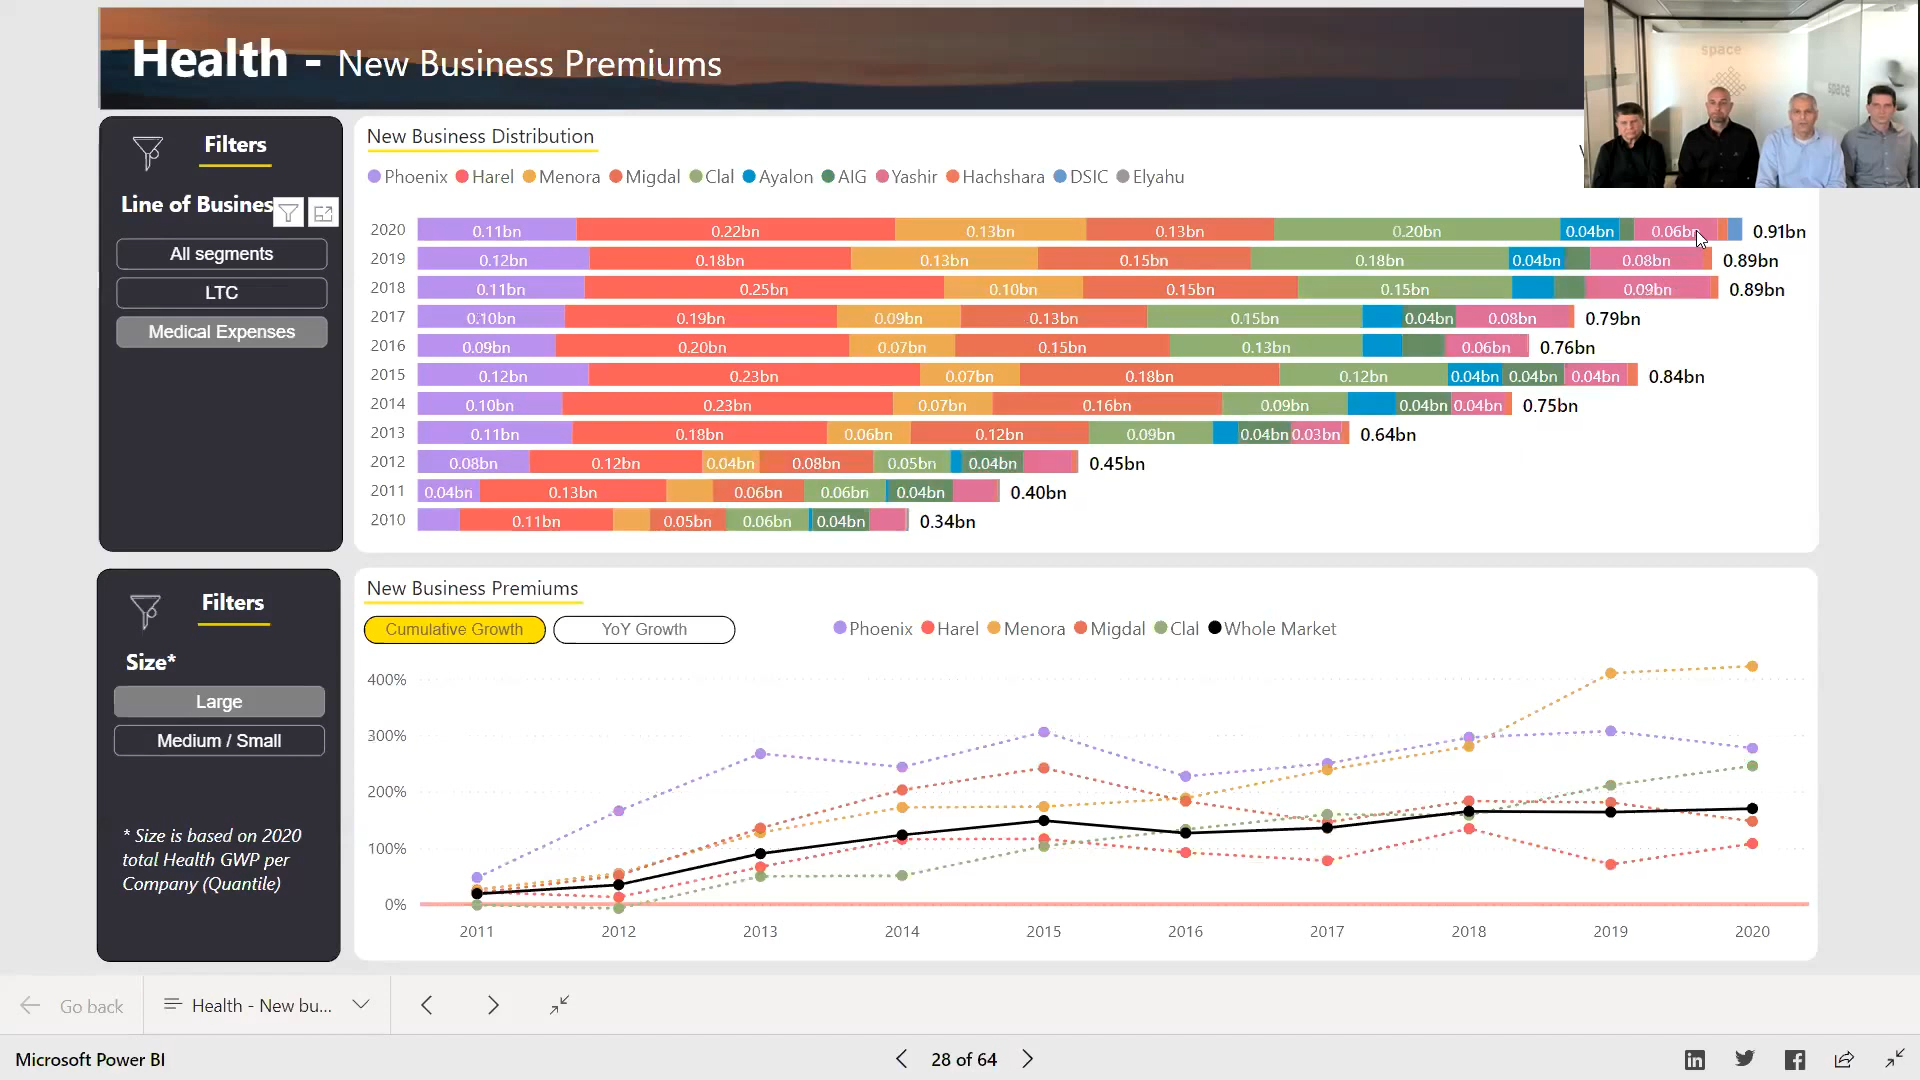 Health - New Business Premiums
space
space
Filters
Line of Busines
All segments
LTC
Medical Expenses
New Business Distribution
Phoenix Harel Menora Migdal Clal Ayalon AIG Yashir Hachshara DSIC Elyahu
2020 0.11bn 0.22bn 0.13bn 0.13bn 0.20bn 0.04bn 0.06bn 0.91bn
2019 0.12bn 0.18bn 0.13bn 0.15bn 0.18bn 0.04bn 0.08bn 0.89bn
2018 0.11bn 0.25bn 0.10bn 0.15bn 0.15bn 0.09bn 0.89bn
2017 0.10bn 0.19bn 0.09bn 0.13bn 0.15bn 0.04bn 0.08bn 0.79bn
2016 0.09bn 0.20bn 0.07bn 0.15bn 0.13bn 0.06bn 0.76bn
2015 0.12bn 0.23bn 0.07bn 0.18bn 0.12bn 0.04bn 0.04bn 0.04bn 0.84bn
2014 0.10bn 0.23bn 0.07bn 0.16bn 0.09bn 0.04bn 0.04bn 0.75bn
2013 0.11bn 0.18bn 0.06bn 0.12bn 0.09bn 0.04bn 0.03bn 0.64bn
2012 0.08bn 0.12bn 0.04bn 0.08bn 0.05bn 0.04bn 0.45bn
2011 0.04bn 0.13bn 0.06bn 0.06bn 0.04bn 0.40bn
2010 0.11bn 0.05bn 0.06bn 0.04bn 0.34bn
Filters
Size*
Large
Medium / Small
* Size is based on 2020
total Health GWP per
Company (Quantile)
New Business Premiums
Cumulative Growth YoY Growth
Phoenix Harel Menora Migdal Clal Whole Market
400%
300%
200%
100%
0%
2011 2012 2013 2014 2015 2016 2017 2018 2019 2020
Go back Health - New bu...
Microsoft Power BI 28 of 64